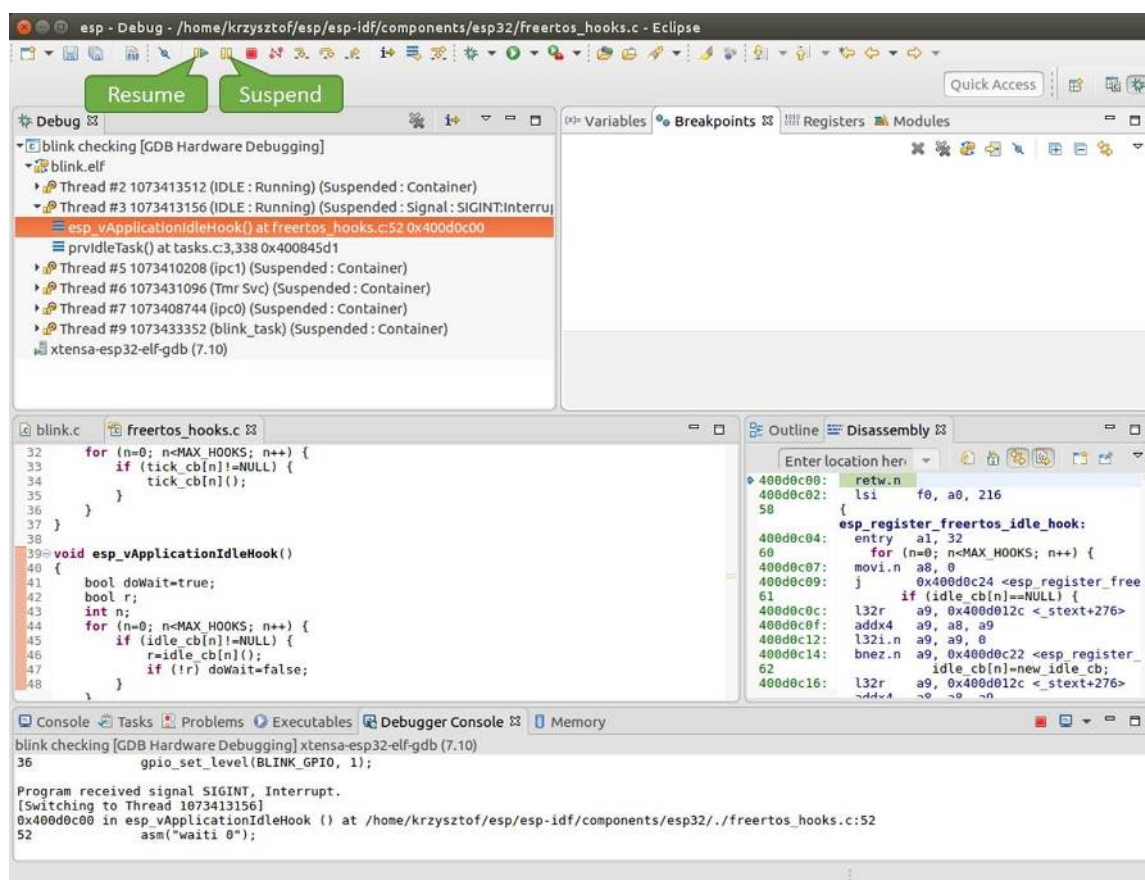 esp - Debug - /home/krzysztof/esp/esp-idf/components/esp32/freertos_hooks.c - Eclipse
Resume
Suspend
Quick Access
Debug
blink checking [GDB Hardware Debugging]
blink.elf
Thread #2 1073413512 (IDLE : Running) (Suspended : Container)
Thread #3 1073413156 (IDLE : Running) (Suspended : Signal : SIGINT:Interru
esp_vApplicationIdleHook() at freertos_hooks.c:52 0x400d0c00
prvIdleTask() at tasks.c:3,338 0x400845d1
Thread #5 1073410208 (ipc1) (Suspended : Container)
Thread #6 1073431096 (Tmr Svc) (Suspended : Container)
Thread #7 1073408744 (ipc0) (Suspended : Container)
Thread #9 1073433352 (blink_task) (Suspended : Container)
xtensa-esp32-elf-gdb (7.10)
(x)= Variables Breakpoints Registers Modules
blink.c freertos_hooks.c
32 for (n=0; n<MAX_HOOKS; n++) {
33 if (tick_cb[n]!=NULL) {
34 tick_cb[n]();
35 }
36 }
37 }
38
39 void esp_vApplicationIdleHook()
40 {
41 bool doWait=true;
42 bool r;
43 int n;
44 for (n=0; n<MAX_HOOKS; n++) {
45 if (idle_cb[n]!=NULL) {
46 r=idle_cb[n]();
47 if (!r) doWait=false;
48 }
Outline Disassembly
Enter location her
400d0c00: retw.n
400d0c02: lsi f0, a0, 216
58 {
esp_register_freertos_idle_hook:
400d0c04: entry a1, 32
60 for (n=0; n<MAX_HOOKS; n++) {
400d0c07: movi.n a8, 0
400d0c09: j 0x400d0c24 <esp_register_free
61 if (idle_cb[n]==NULL) {
400d0c0c: l32r a9, 0x400d012c <_stext+276>
400d0c0f: addx4 a9, a8, a9
400d0c12: l32i.n a9, a9, 0
400d0c14: bnez.n a9, 0x400d0c22 <esp_register_
62 idle_cb[n]=new_idle_cb;
400d0c16: l32r a9, 0x400d012c <_stext+276>
addx4 a8, a8, a9
Console Tasks Problems Executables Debugger Console Memory
blink checking [GDB Hardware Debugging] xtensa-esp32-elf-gdb (7.10)
36 gpio_set_level(BLINK_GPIO, 1);
Program received signal SIGINT, Interrupt.
[Switching to Thread 1073413156]
0x400d0c00 in esp_vApplicationIdleHook () at /home/krzysztof/esp/esp-idf/components/esp32/./freertos_hooks.c:52
52 asm("waiti 0");